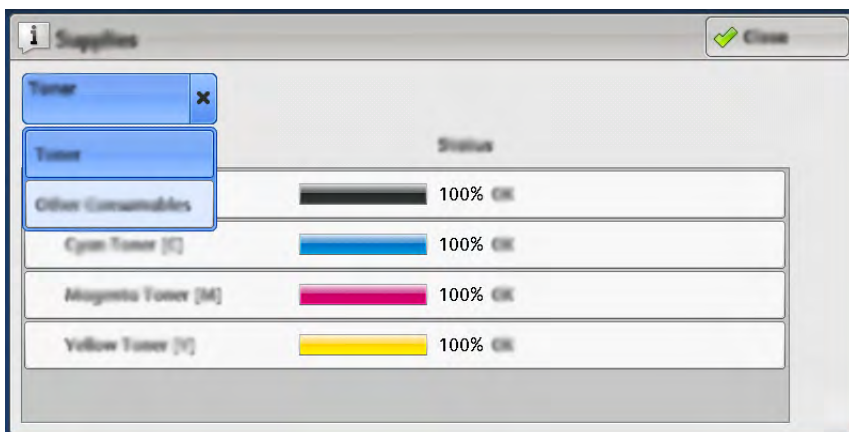 i Supplies Close
Toner
Status
Toner
100% OK
Other Consumables
Cyan Toner [C] 100% OK
Magenta Toner [M] 100% OK
Yellow Toner [Y] 100% OK